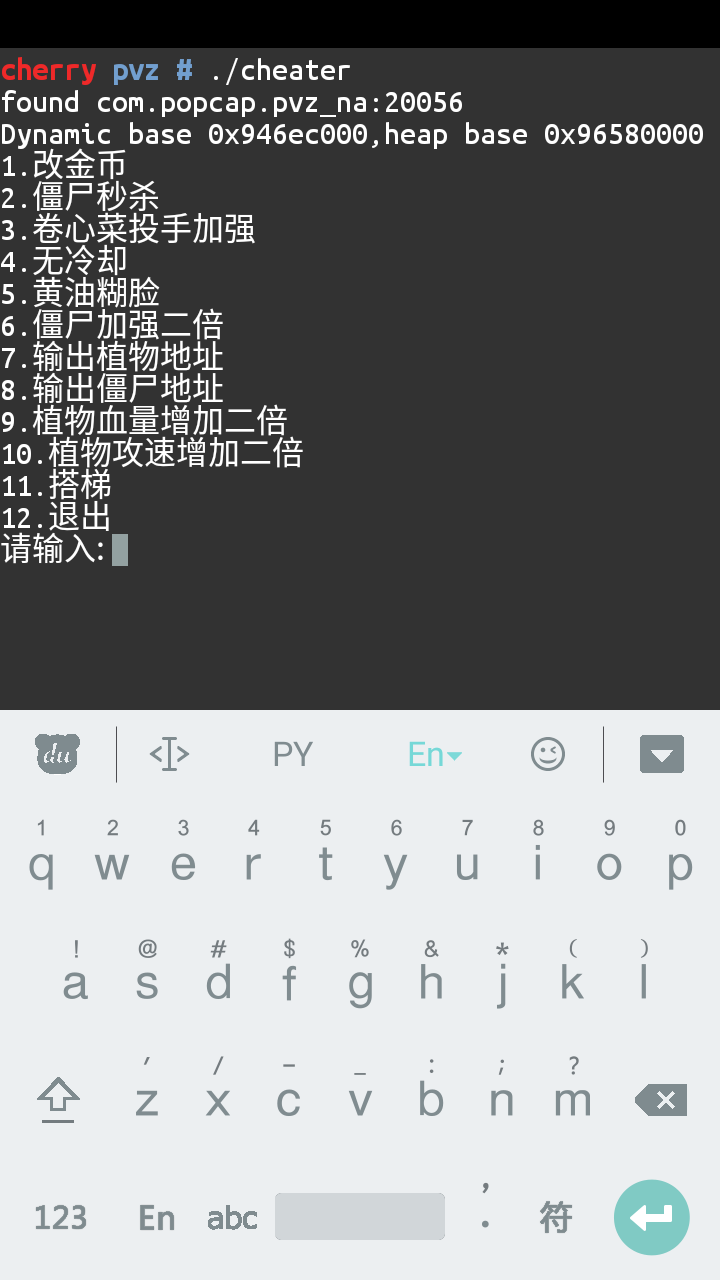 cherry pvz # ./cheater
found com.popcap.pvz_na:20056
Dynamic base 0x946ec000,heap base 0x96580000
1.改金币
2.僵尸秒杀
3.卷心菜投手加强
4.无冷却
5.黄油糊脸
6.僵尸加强二倍
7.输出植物地址
8.输出僵尸地址
9.植物血量增加二倍
10.植物攻速增加二倍
11.搭梯
12.退出
请输入:
du PY En
1 2 3 4 5 6 7 8 9 0
q w e r t y u i o p
! @ # $ % & * ( )
a s d f g h j k l
' / - _ : ; ?
z x c v b n m
123 En abc , . 符